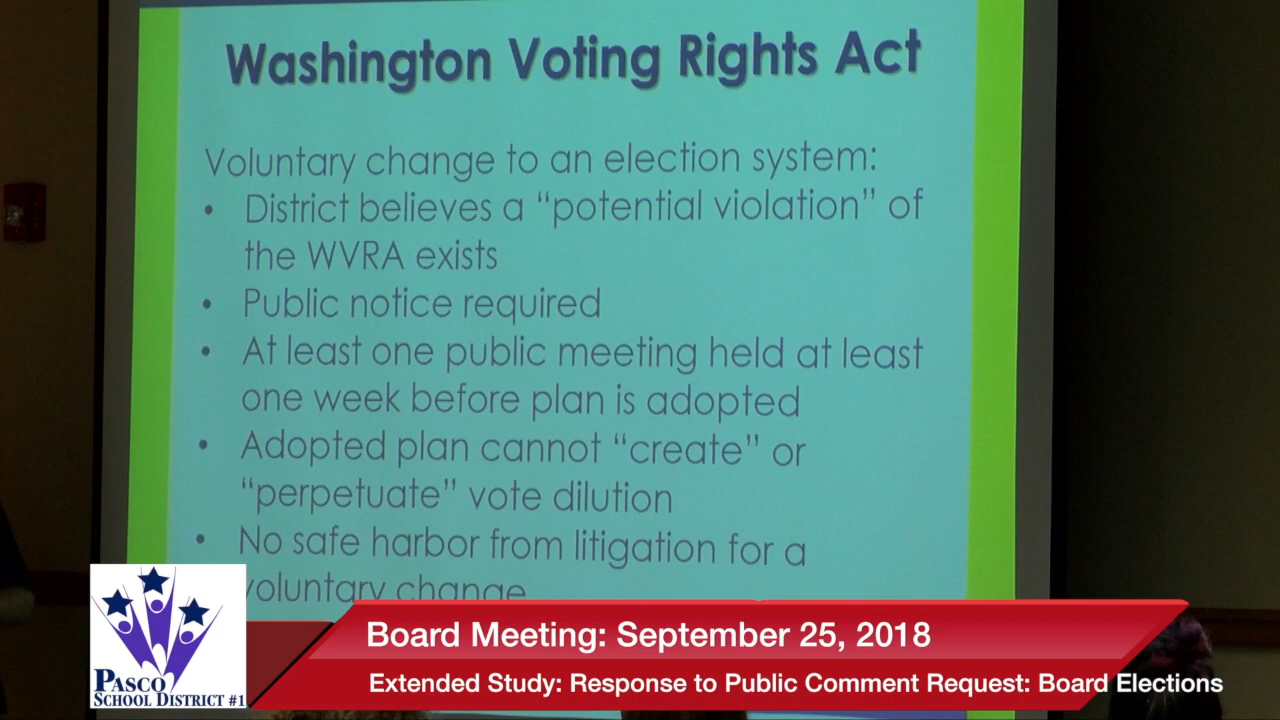 Washington Voting Rights Act
Voluntary change to an election system:
• District believes a “potential violation” of
the WVRA exists
• Public notice required
• At least one public meeting held at least
one week before plan is adopted
• Adopted plan cannot “create” or
“perpetuate” vote dilution
• No safe harbor from litigation for a
voluntary change
Board Meeting: September 25, 2018
Extended Study: Response to Public Comment Request: Board Elections
PASCO
SCHOOL DISTRICT #1